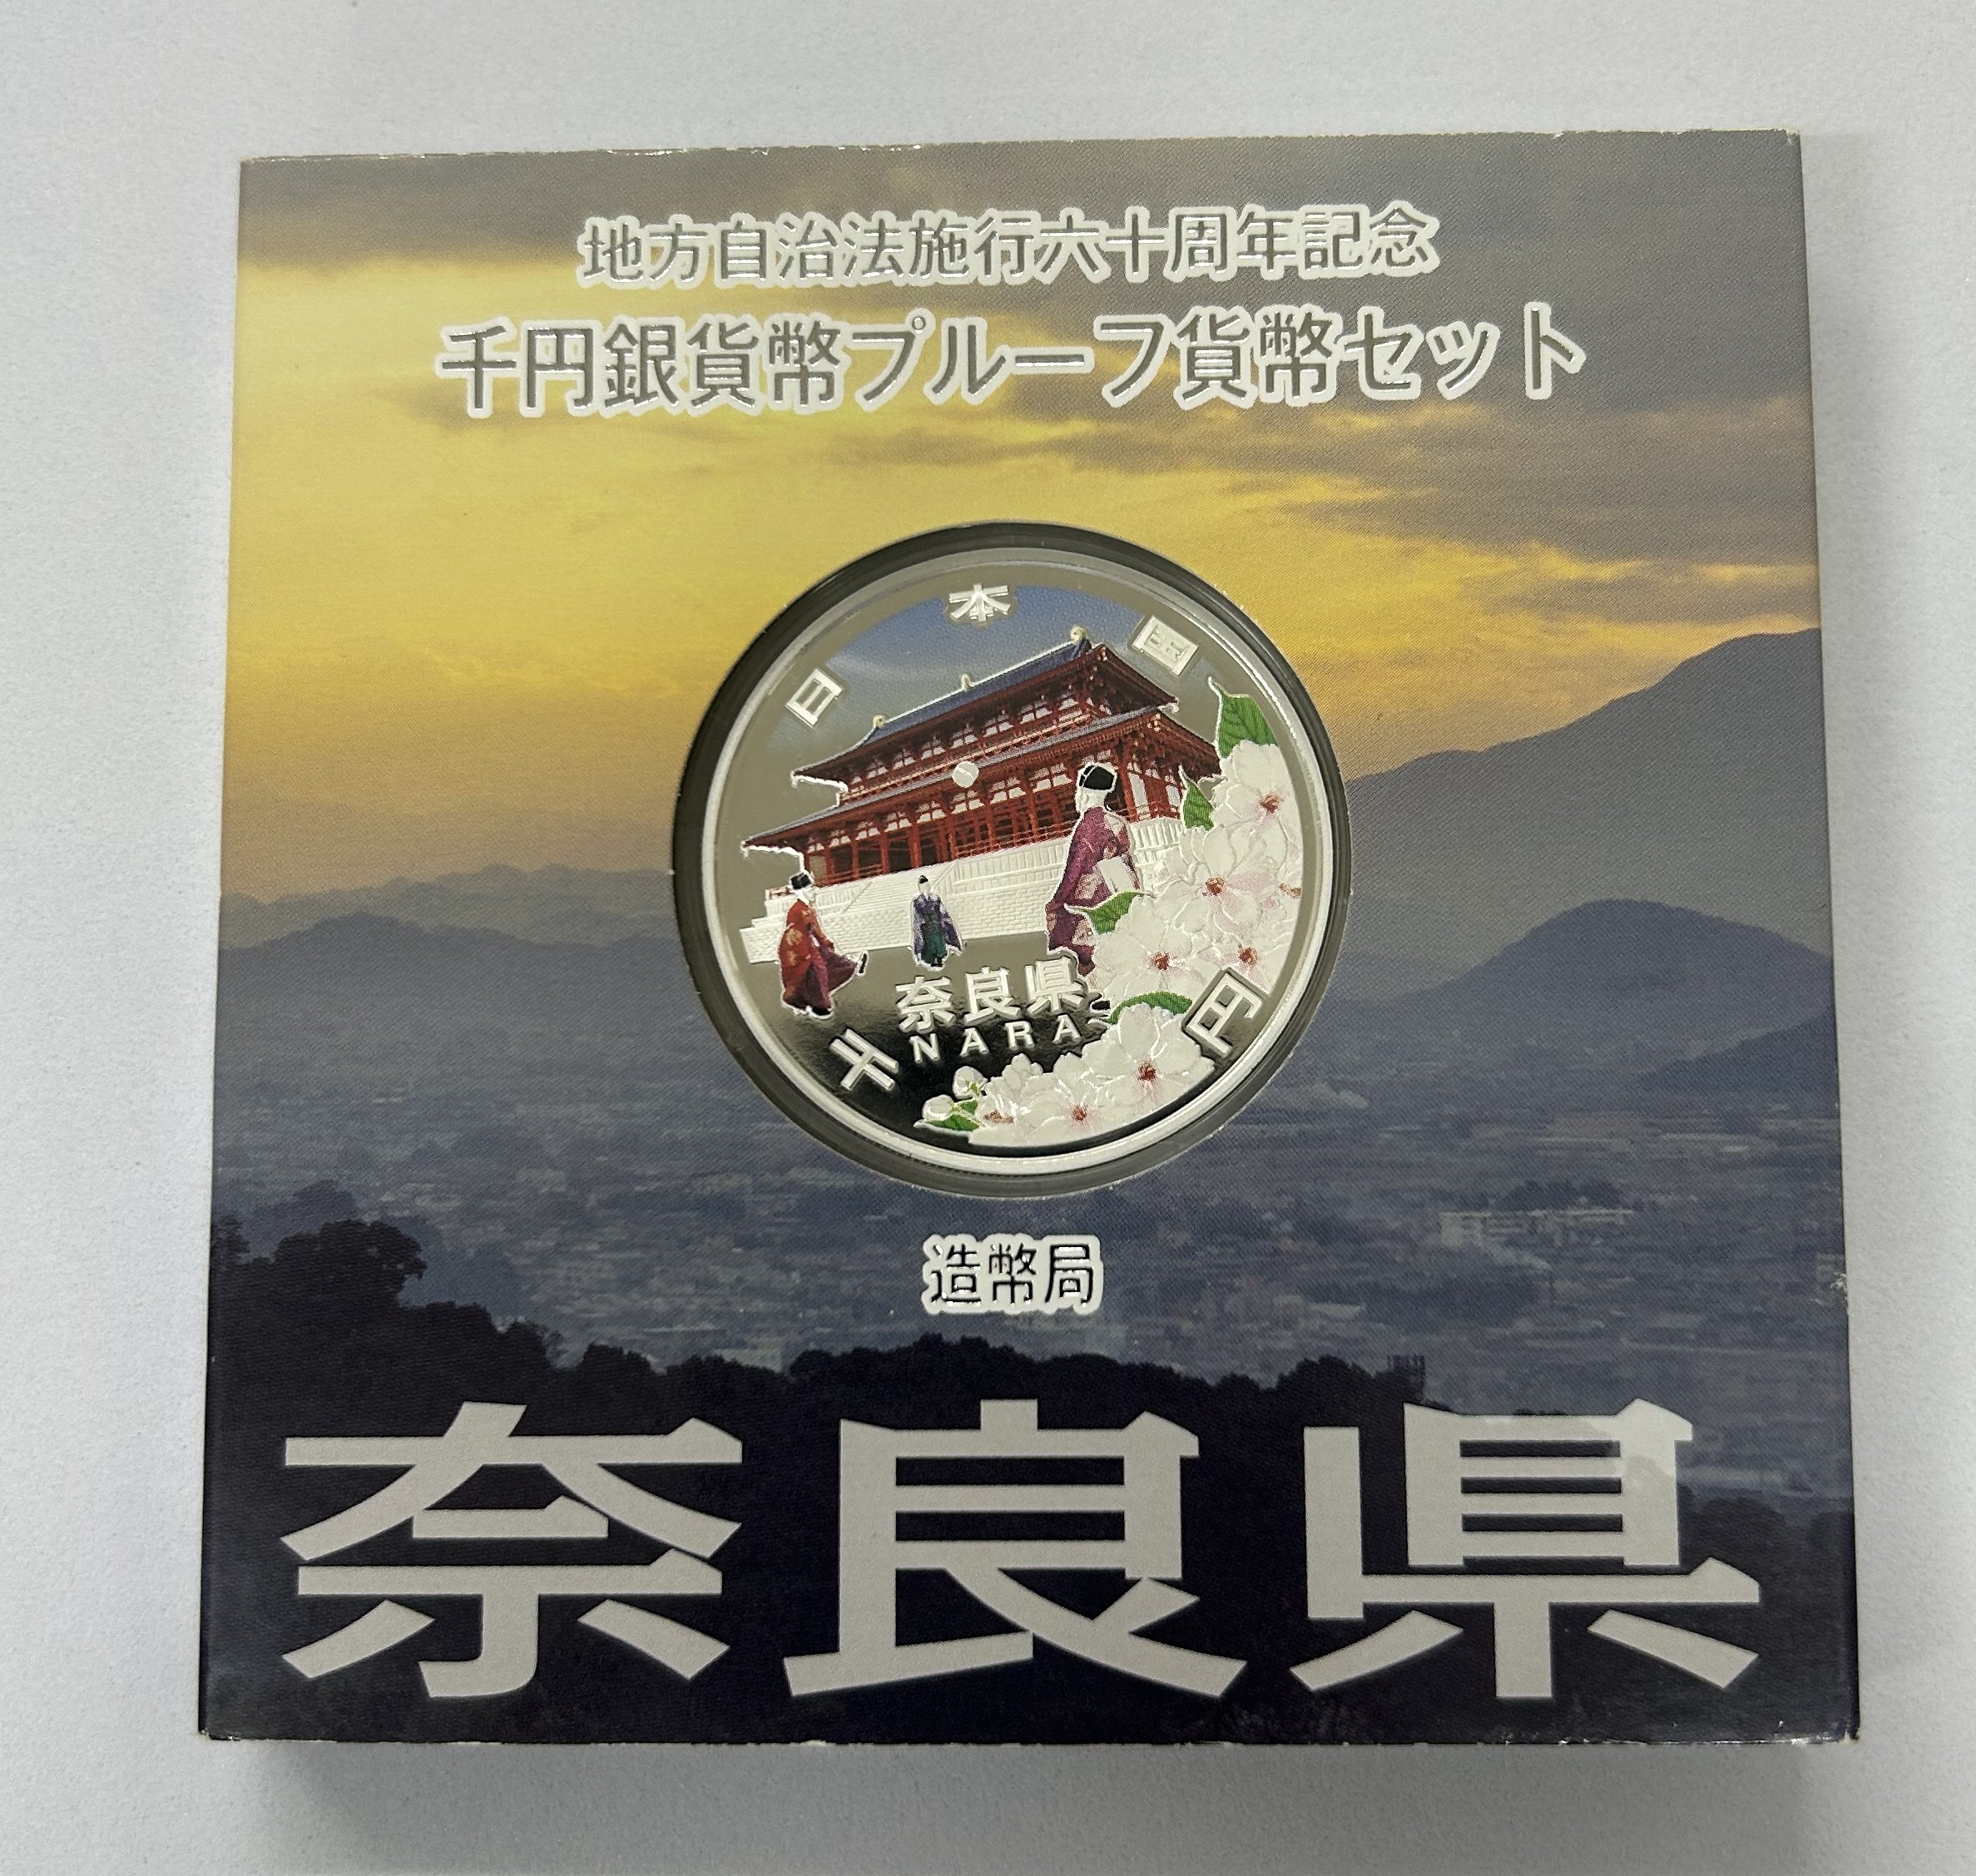 地方自治法施行六十周年記念
千円銀貨幣プルーフ貨幣セット
日本国
奈良県
NARA
千円
造幣局
奈良県